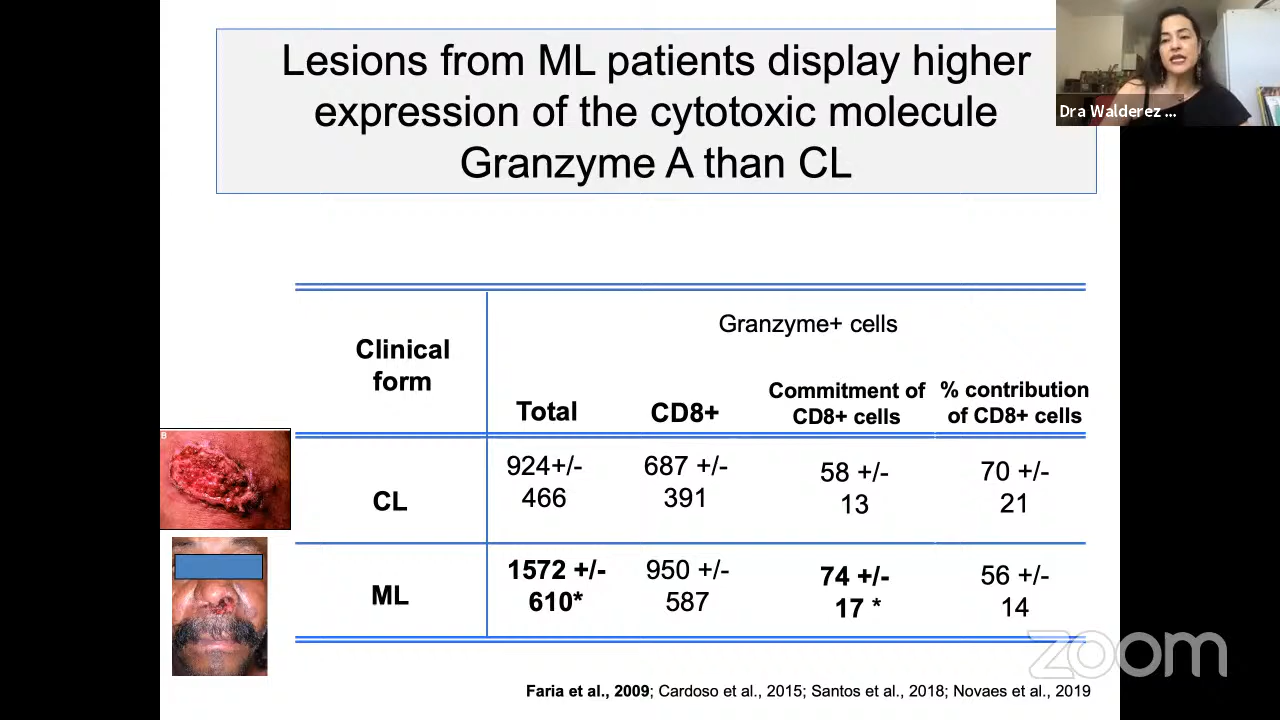 Lesions from ML patients display higher
expression of the cytotoxic molecule
Granzyme A than CL
Dra Walderez ...
Granzyme+ cells
Clinical
form
Total
CD8+
Commitment of
CD8+ cells
% contribution
of CD8+ cells
B
CL
924+/-
466
687 +/-
391
58 +/-
13
70 +/-
21
ML
1572 +/-
610*
950 +/-
587
74 +/-
17 *
56 +/-
14
zoom
Faria et al., 2009; Cardoso et al., 2015; Santos et al., 2018; Novaes et al., 2019